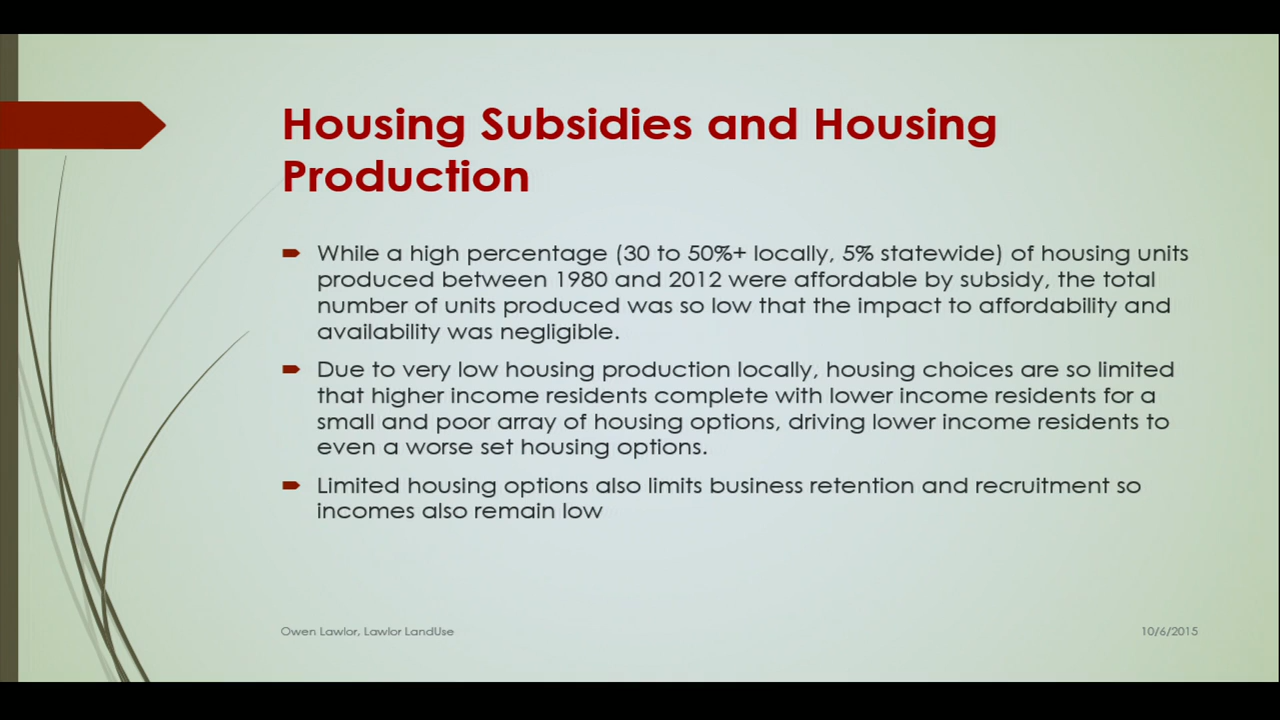 Housing Subsidies and Housing
Production
While a high percentage (30 to 50%+ locally, 5% statewide) of housing units
produced between 1980 and 2012 were affordable by subsidy, the total
number of units produced was so low that the impact to affordability and
availability was negligible.
Due to very low housing production locally, housing choices are so limited
that higher income residents complete with lower income residents for a
small and poor array of housing options, driving lower income residents to
even a worse set housing options.
Limited housing options also limits business retention and recruitment so
incomes also remain low
Owen Lawlor, Lawlor LandUse
10/6/2015